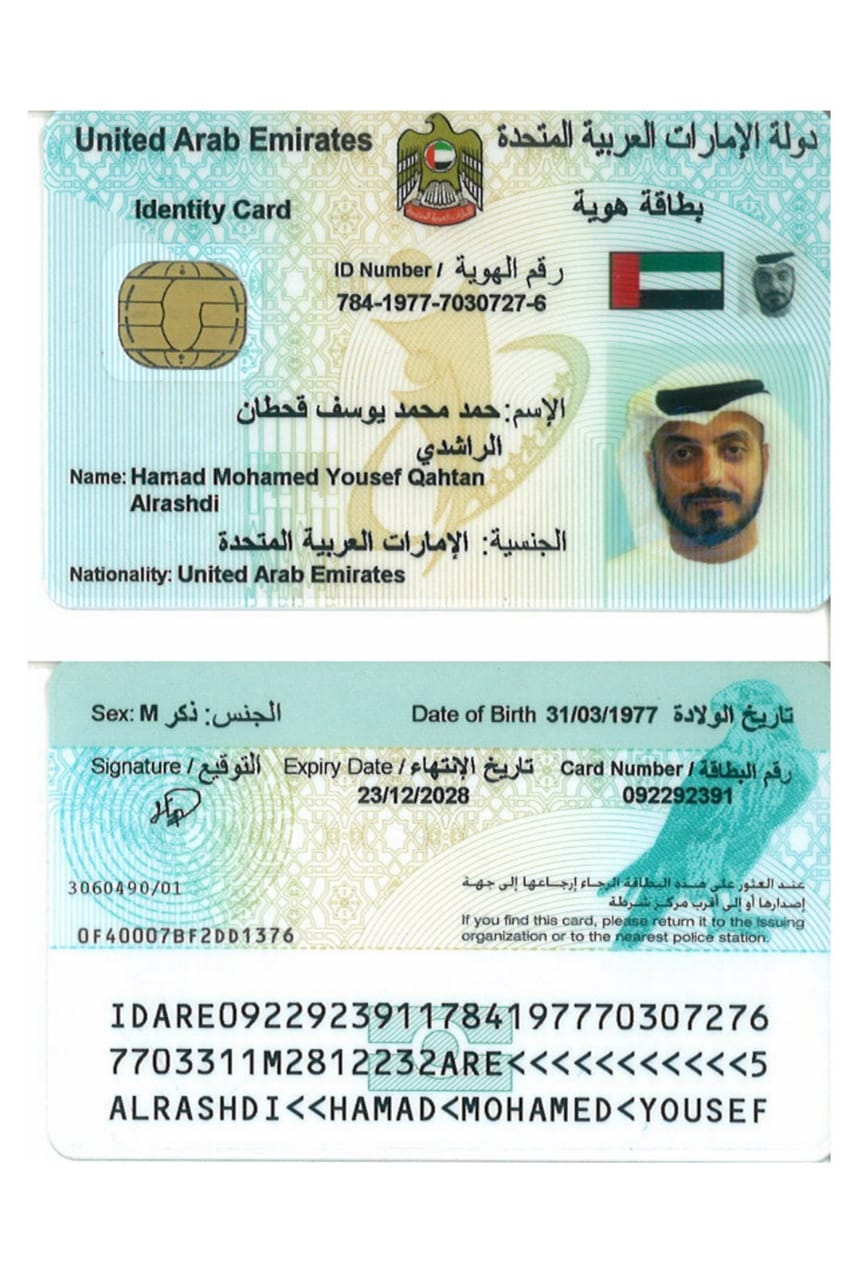 United Arab Emirates دولة الإمارات العربية المتحدة
Identity Card بطاقة هوية
ID Number / رقم الهوية
784-1977-7030727-6
الإسم: حمد محمد يوسف قحطان
الراشدي
Name: Hamad Mohamed Yousef Qahtan
Alrashdi
الجنسية: الإمارات العربية المتحدة
Nationality: United Arab Emirates
Sex: M الجنس: ذكر Date of Birth 31/03/1977 تاريخ الولادة
Signature / التوقيع Expiry Date / تاريخ الإنتهاء Card Number / رقم البطاقة
23/12/2028 092292391
3060490/01
عند العثور على هذه البطاقة الرجاء إرجاعها إلى جهة
إصدارها أو إلى أقرب مركز شرطة
If you find this card, please return it to the issuing
organization or to the nearest police station.
0F40007BF2DD1376
IDARE0922923911784197770307276
7703311M2812232ARE<<<<<<<<<<<5
ALRASHDI<<HAMAD<MOHAMED<YOUSEF